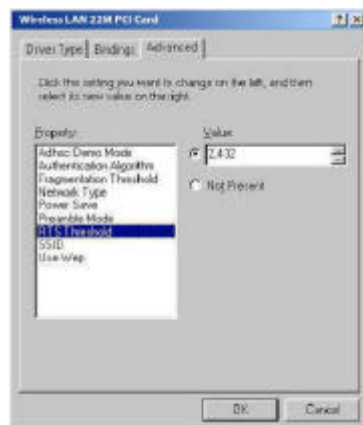 Wireless LAN 22M PCI Card
Driver Type Bindings Advanced
Click the setting you want to change on the left, and then
select its new value on the right.
Property: Value:
Adhoc Demo Mode
Authentication Algorithm
Fragmentation Threshold
Network Type
Power Save
Preamble Mode
RTS Threshold
SSID
Use Wep
2,432
Not Present
OK Cancel